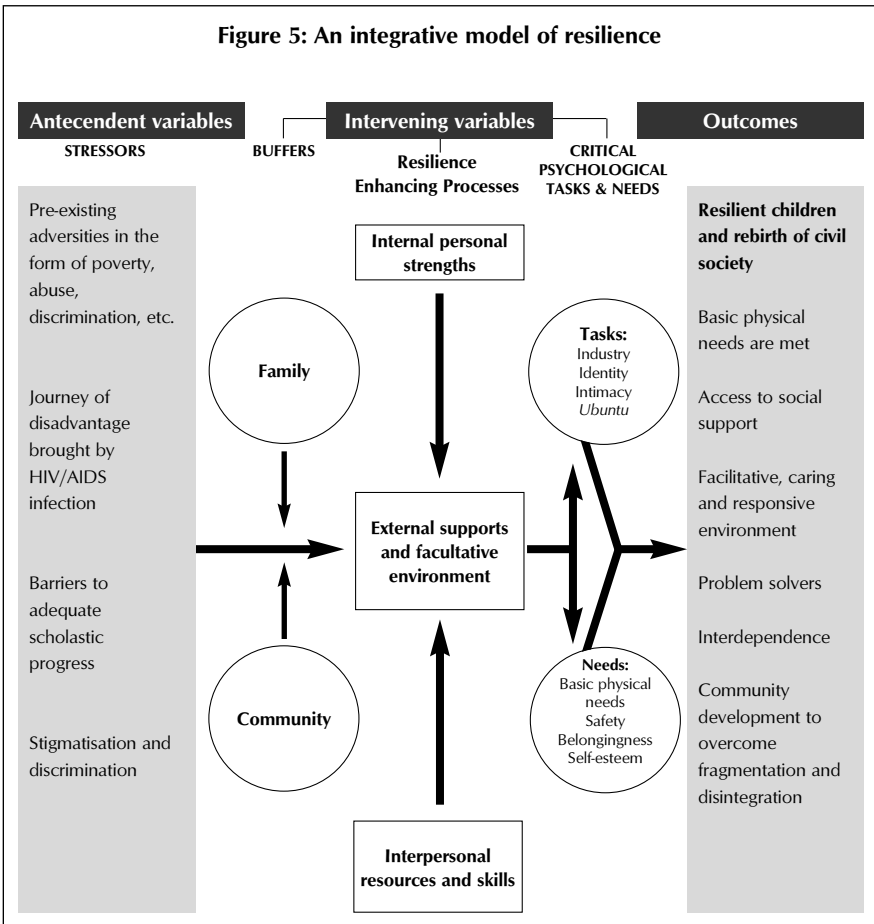 Figure 5: An integrative model of resilience
Antecendent variables
Intervening variables
Outcomes
STRESSORS
BUFFERS
Resilience
Enhancing Processes
CRITICAL
PSYCHOLOGICAL
TASKS & NEEDS
Pre-existing
adversities in the
form of poverty,
abuse,
discrimination, etc.
Journey of
disadvantage
brought by
HIV/AIDS
infection
Barriers to
adequate
scholastic
progress
Stigmatisation and
discrimination
Family
Community
Internal personal
strengths
External supports
and facultative
environment
Interpersonal
resources and skills
Tasks:
Industry
Identity
Intimacy
Ubuntu
Needs:
Basic physical
needs
Safety
Belongingness
Self-esteem
Resilient children
and rebirth of civil
society
Basic physical
needs are met
Access to social
support
Facilitative, caring
and responsive
environment
Problem solvers
Interdependence
Community
development to
overcome
fragmentation and
disintegration